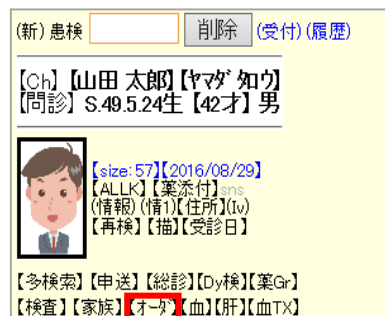 (新) 患検 削除 (受付) (履歴)
【Ch】【山田 太郎】【ﾔﾏﾀﾞ ﾀﾛｳ】
【問診】 S.49.5.24生 【42才】 男
【size: 57】【2016/08/29】
【ALLK】【薬添付】sns
(情報) (情1)【住所】(Iv)
【再検】【描】【受診日】
【多検索】【申送】【総診】【Dy検】【薬Gr】
【検査】【家族】【ｵｰﾀﾞ】【血】【肝】【血TX】